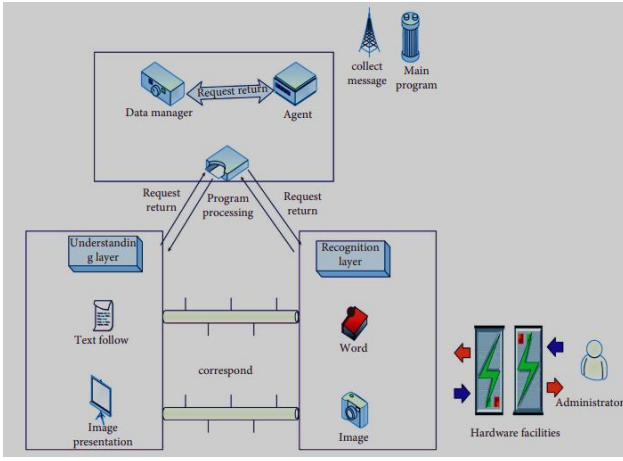 collect
message
Main
program
Request return
Data manager
Agent
Request
return
Program
processing
Request
return
Understandin
g layer
Recognition
layer
Text follow
Word
correspond
Image
presentation
Image
Administrator
Hardware facilities